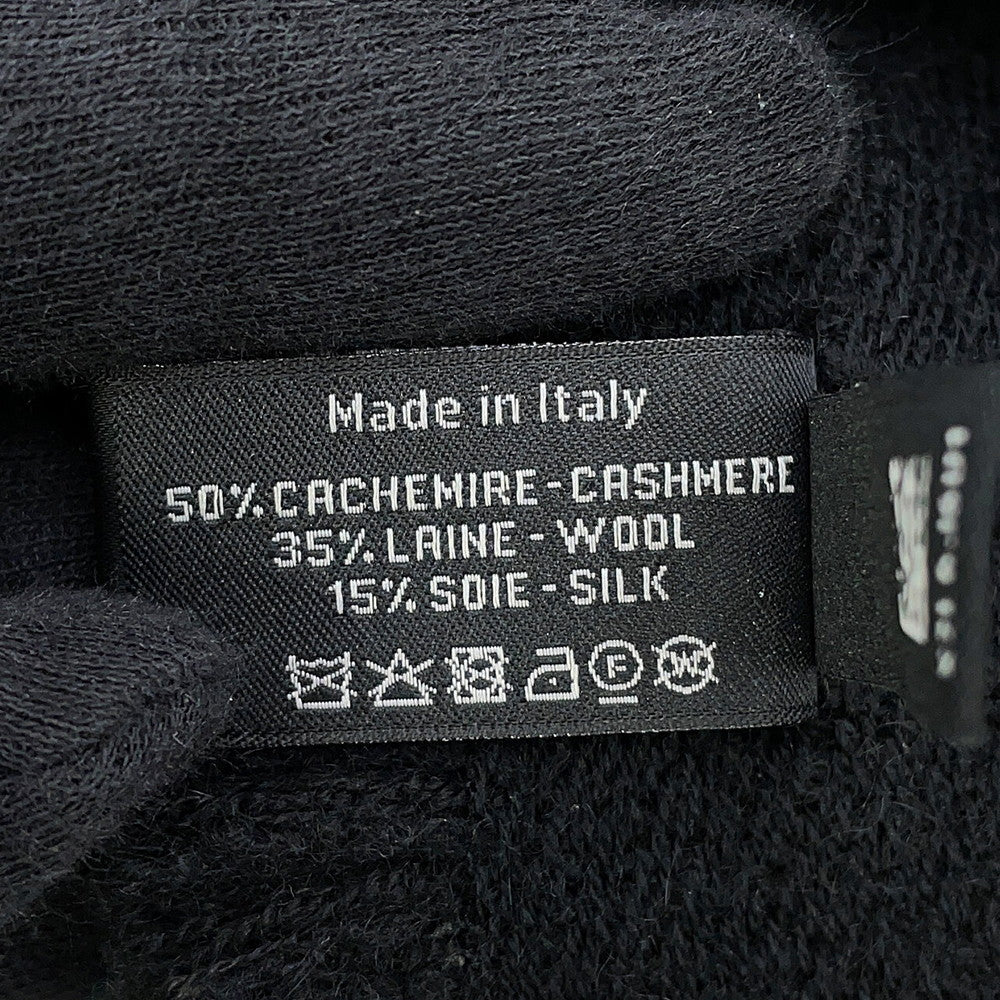 Made in Italy
50% CACHEMIRE - CASHMERE
35% LAINE - WOOL
15% SOIE - SILK